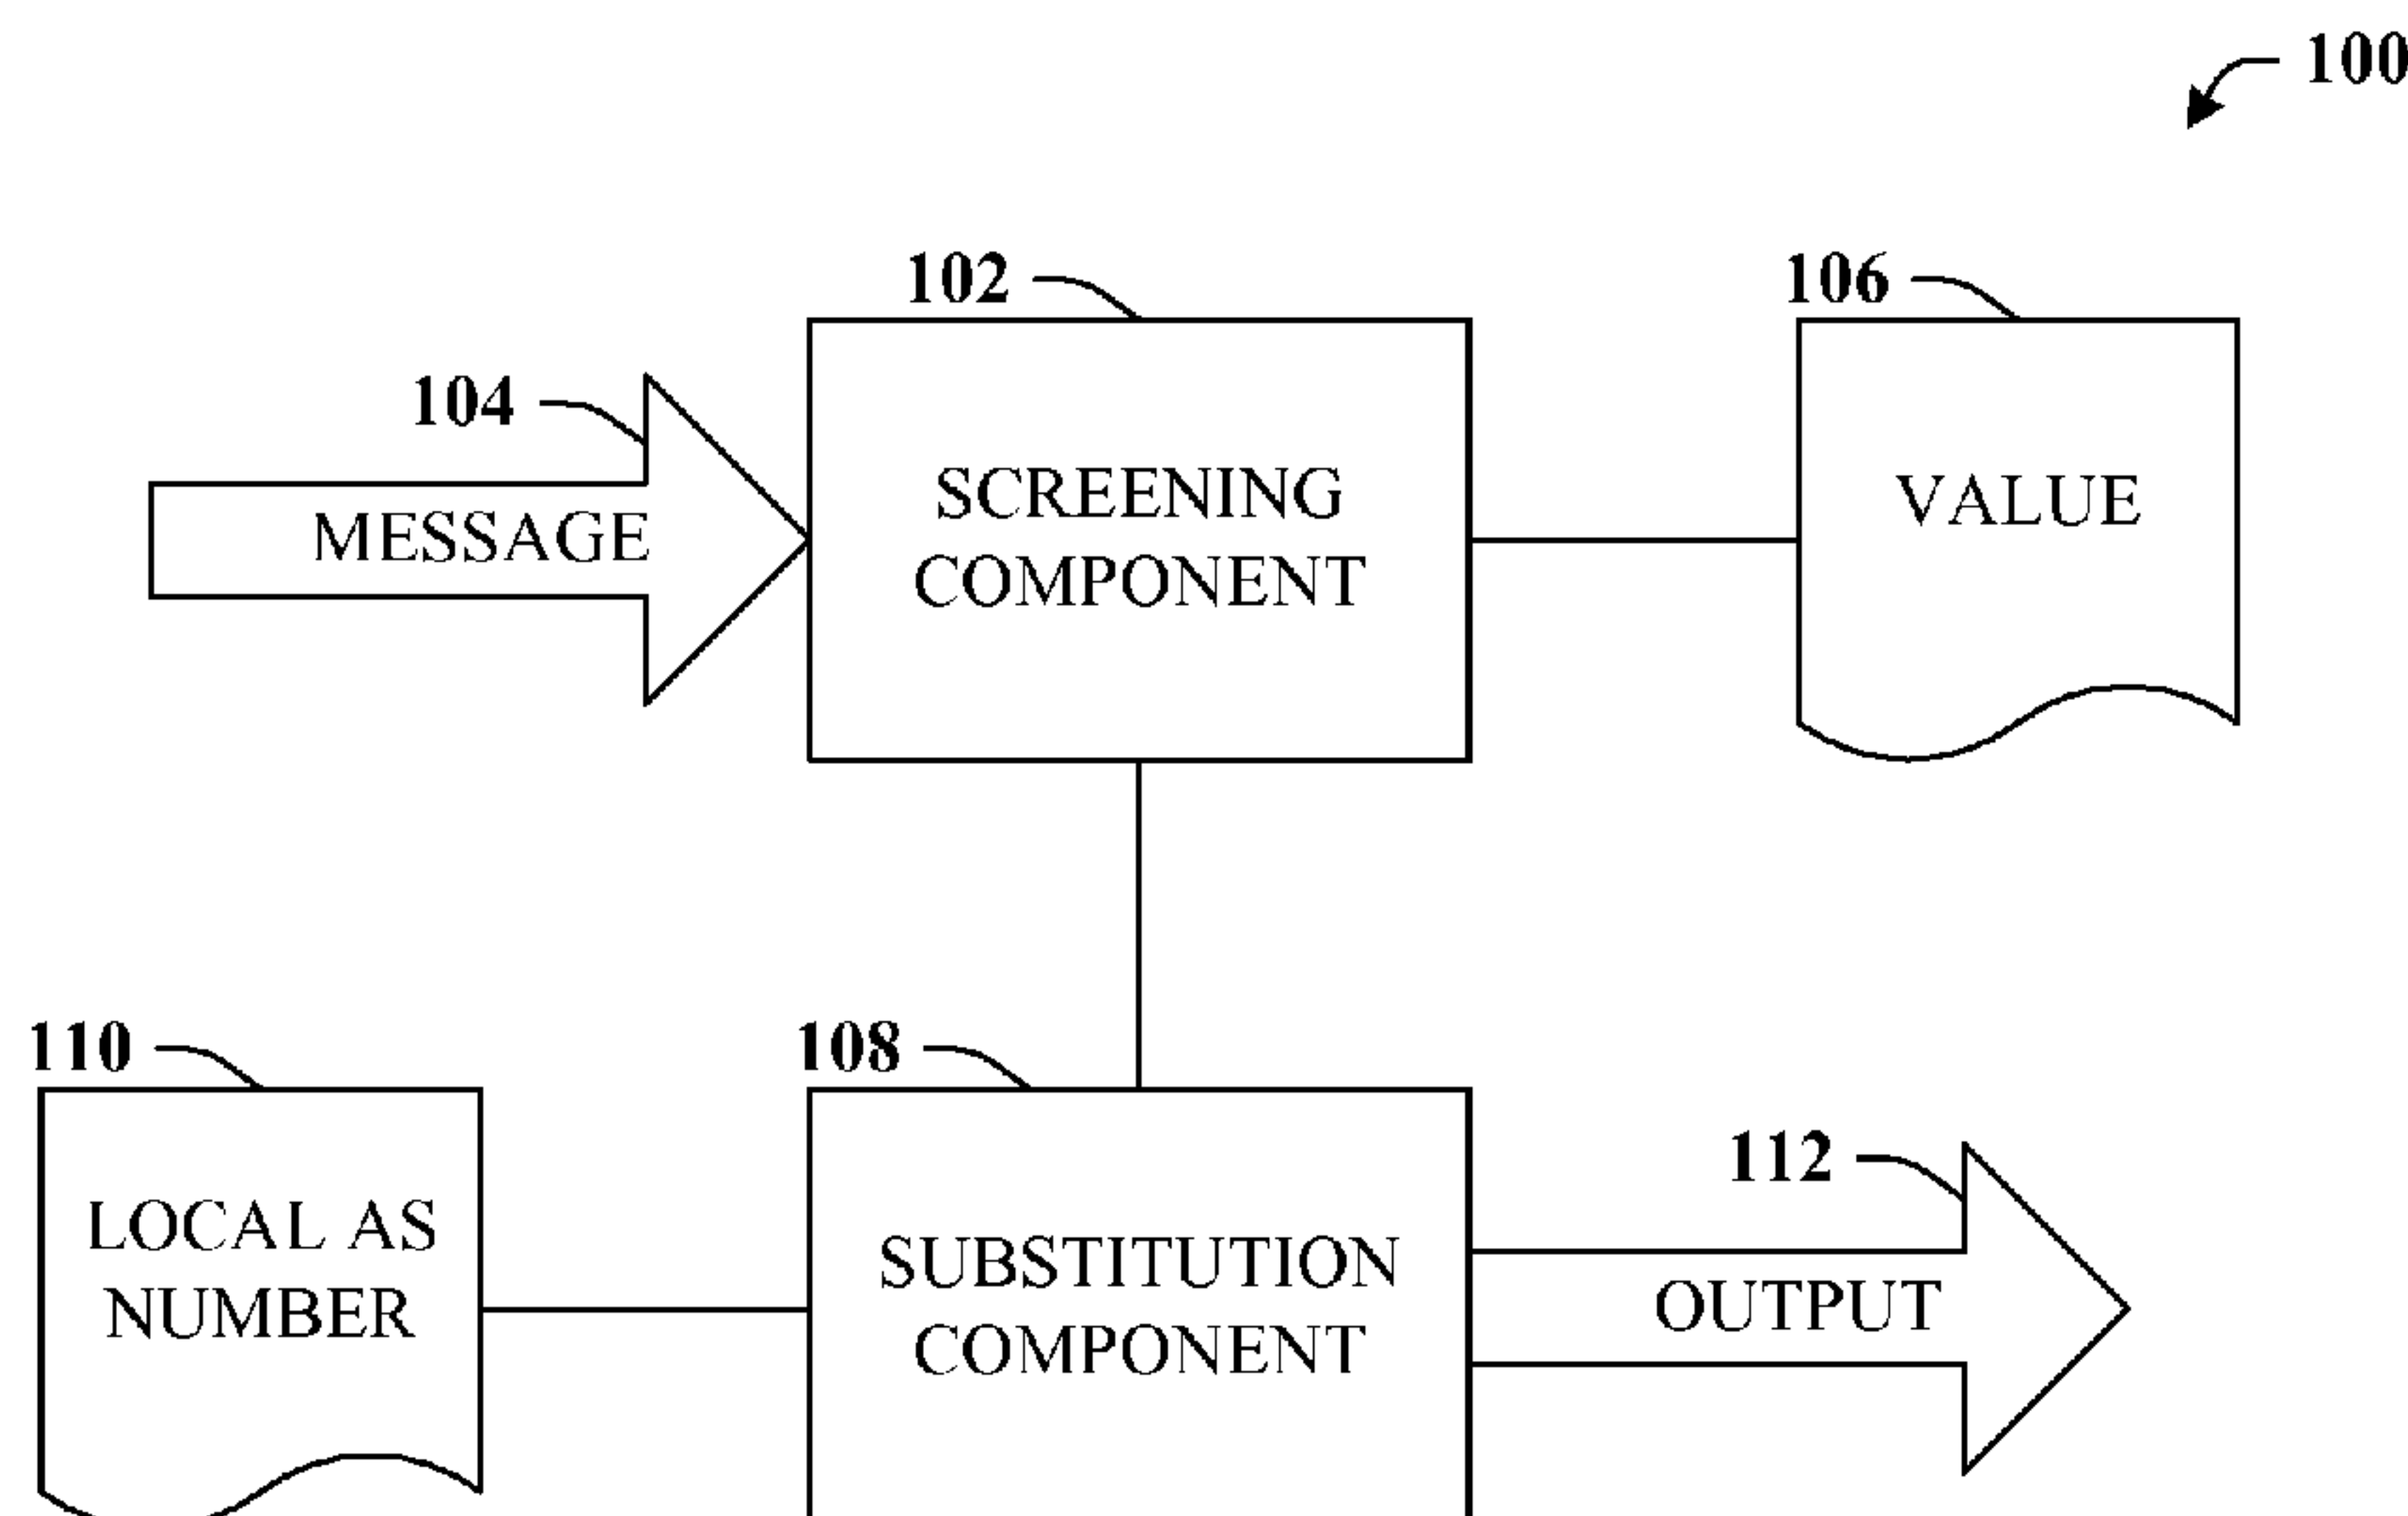 100
102
106
104
MESSAGE
SCREENING
COMPONENT
VALUE
110
108
112
LOCAL AS
NUMBER
SUBSTITUTION
COMPONENT
OUTPUT